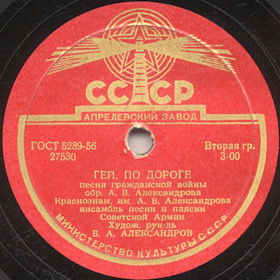 СССР
АПРЕЛЕВСКИЙ ЗАВОД
ГОСТ 5289-56 Вторая гр.
27530 3-00
ГЕЙ, ПО ДОРОГЕ
песня гражданской войны
обр. А. В. Александрова
Краснознам. им. А. В. Александрова
ансамбль песни и пляски
Советской Армии
Худож. рук-ль
Б. А. АЛЕКСАНДРОВ
МИНИСТЕРСТВО КУЛЬТУРЫ СССР